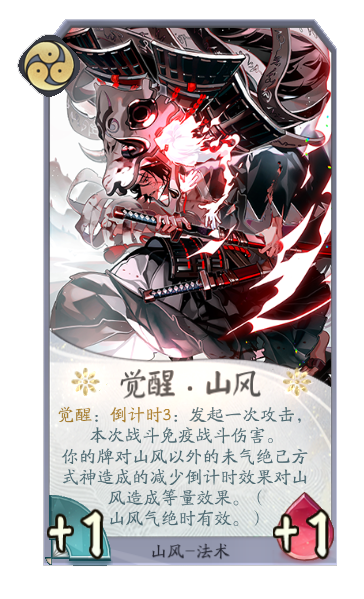 觉醒·山风
觉醒：倒计时3：发起一次攻击，
本次战斗免疫战斗伤害。
你的牌对山风以外的未气绝己方
式神造成的减少倒计时效果对山
风造成等量效果。（
山风气绝时有效。）
+1
+1
山风-法术